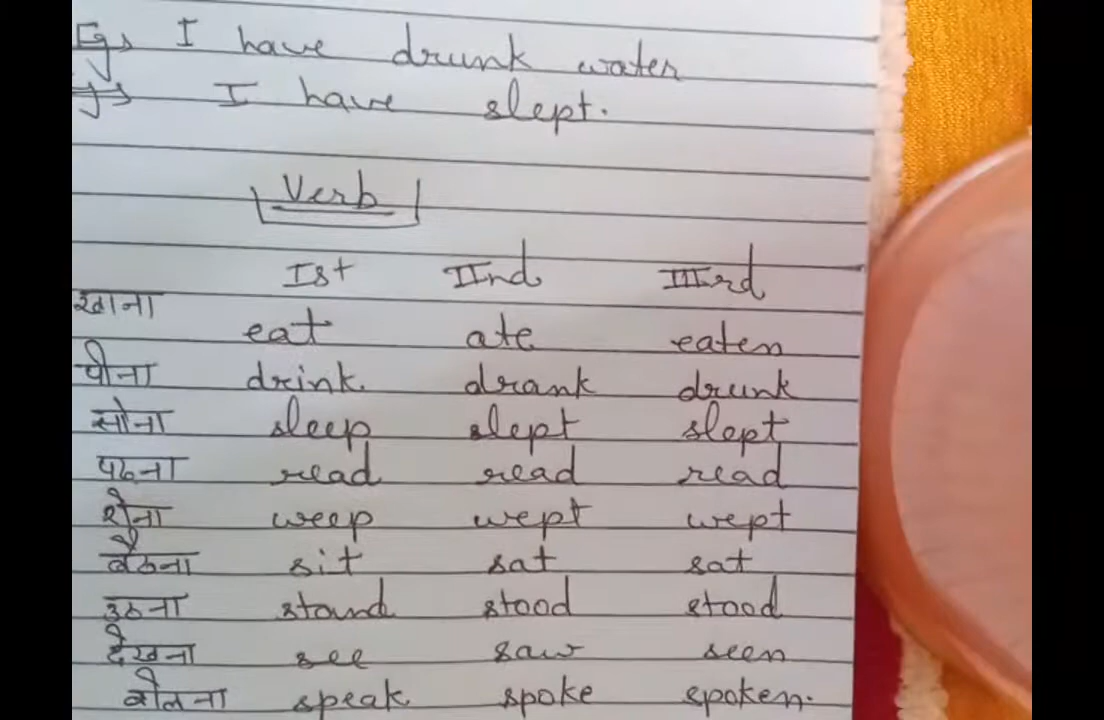 Eg, I have drunk water
I have slept.
Verb
Ist IInd IIIrd
खाना eat ate eaten
पीना drink. drank drunk
सोना sleep slept slept
पढना read read read
रोना weep wept wept
बैठना sit sat sat
उठना stand stood stood
देखना see saw seen
बोलना speak spoke spoken.